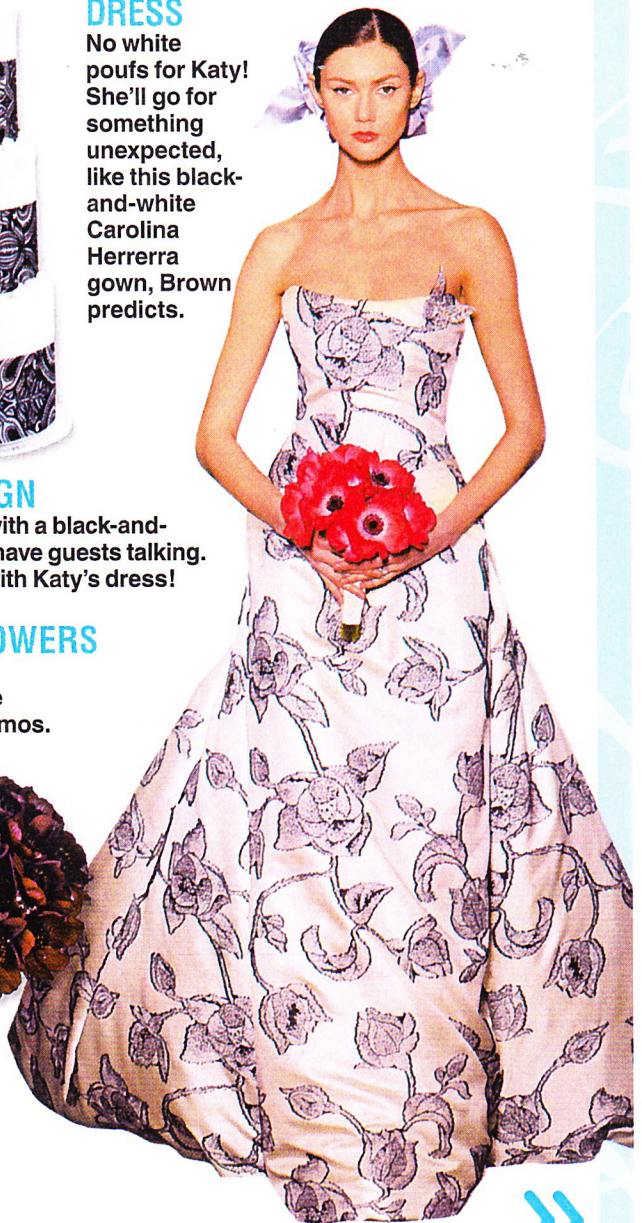 DRESS
No white
poufs for Katy!
She'll go for
something
unexpected,
like this black-
and-white
Carolina
Herrerra
gown, Brown
predicts.
GN
ith a black-and-
have guests talking.
ith Katy's dress!
OWERS
e
mos.